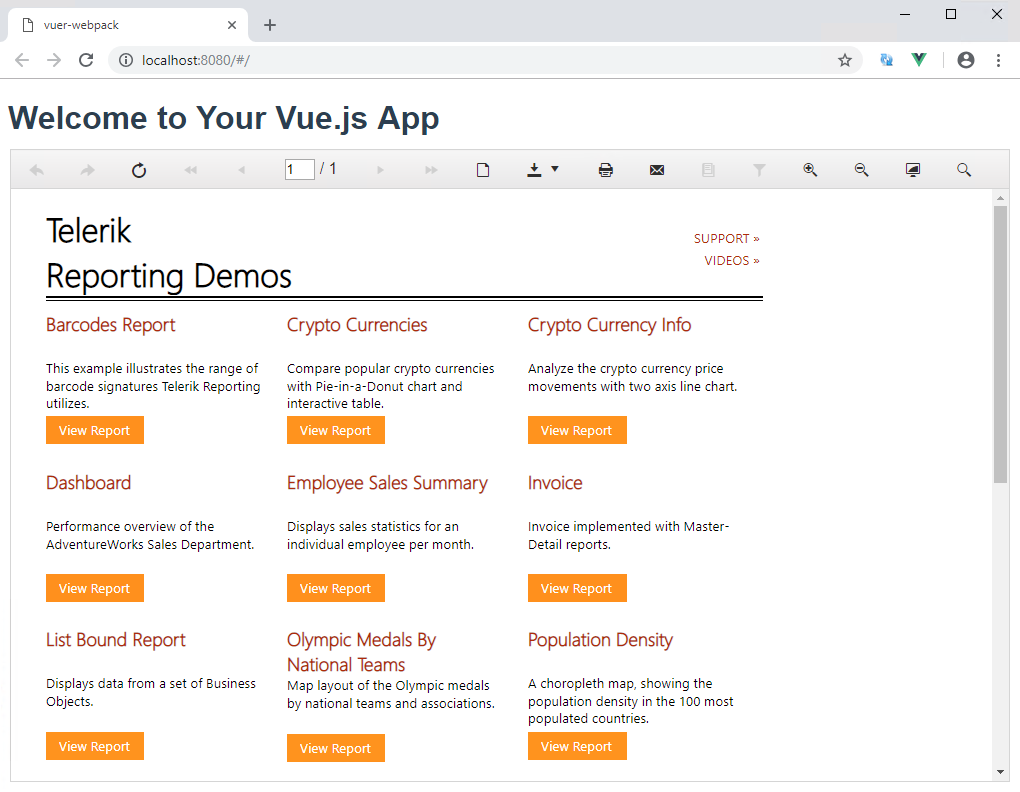 vuer-webpack
localhost:8080/#/
Welcome to Your Vue.js App
1 / 1
Telerik
Reporting Demos
SUPPORT »
VIDEOS »
Barcodes Report
This example illustrates the range of
barcode signatures Telerik Reporting
utilizes.
View Report
Crypto Currencies
Compare popular crypto currencies
with Pie-in-a-Donut chart and
interactive table.
View Report
Crypto Currency Info
Analyze the crypto currency price
movements with two axis line chart.
View Report
Dashboard
Performance overview of the
AdventureWorks Sales Department.
View Report
Employee Sales Summary
Displays sales statistics for an
individual employee per month.
View Report
Invoice
Invoice implemented with Master-
Detail reports.
View Report
List Bound Report
Displays data from a set of Business
Objects.
View Report
Olympic Medals By
National Teams
Map layout of the Olympic medals
by national teams and associations.
View Report
Population Density
A choropleth map, showing the
population density in the 100 most
populated countries.
View Report